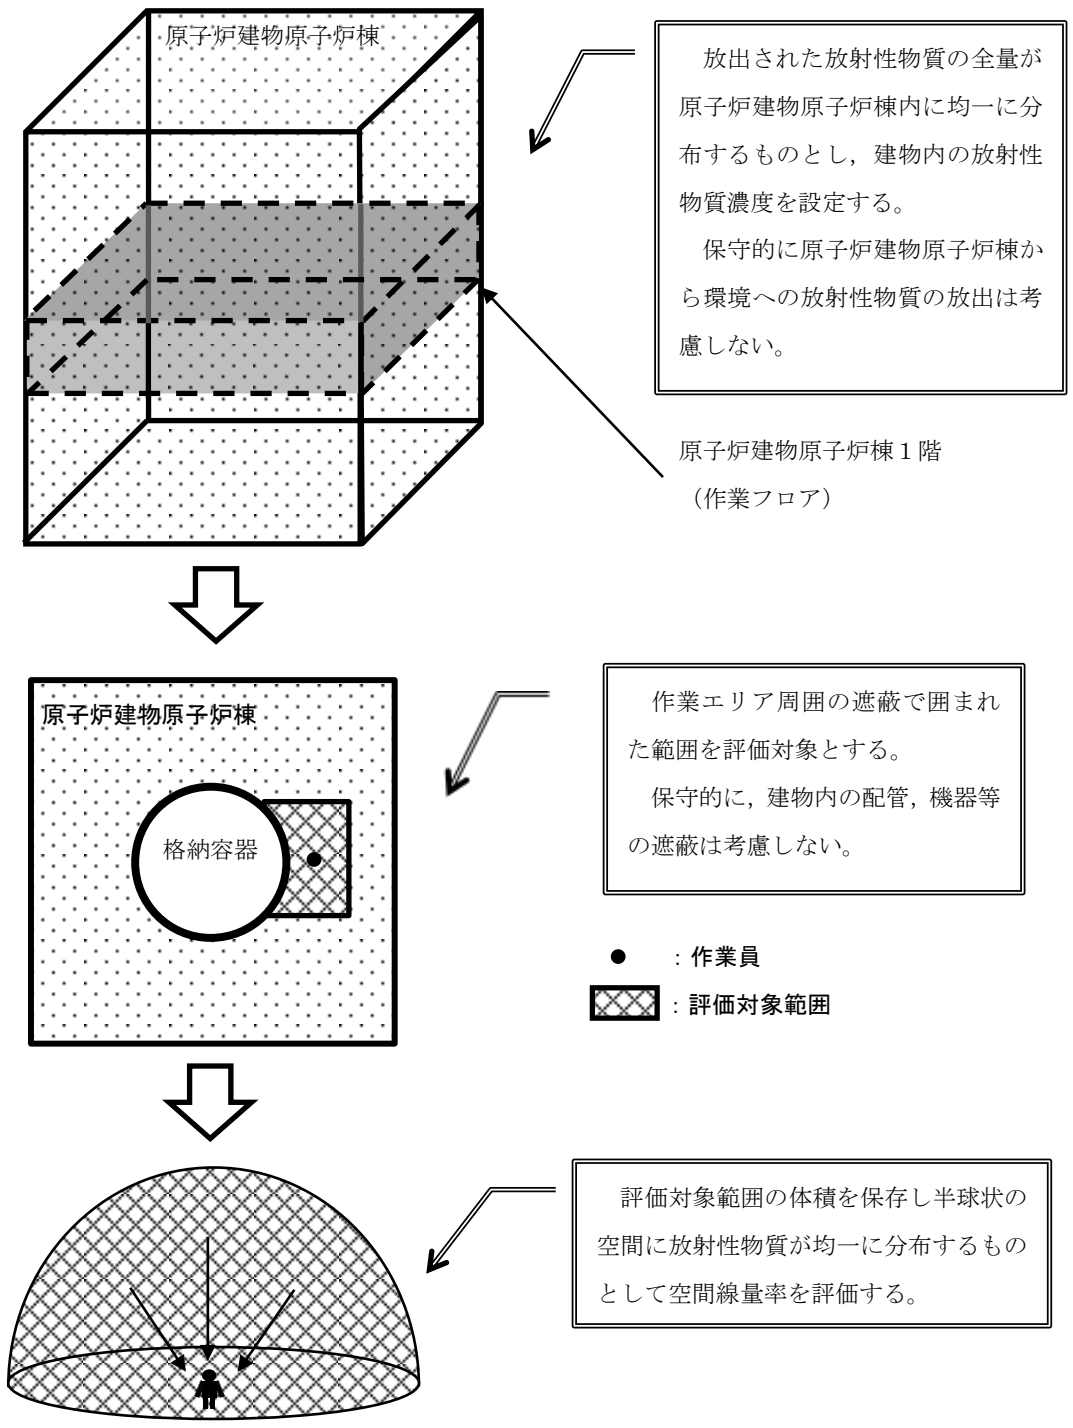 原子炉建物原子炉棟
放出された放射性物質の全量が
原子炉建物原子炉棟内に均一に分
布するものとし，建物内の放射性
物質濃度を設定する。
保守的に原子炉建物原子炉棟か
ら環境への放射性物質の放出は考
慮しない。
原子炉建物原子炉棟１階
（作業フロア）
原子炉建物原子炉棟
格納容器
作業エリア周囲の遮蔽で囲まれ
た範囲を評価対象とする。
保守的に，建物内の配管，機器等
の遮蔽は考慮しない。
：作業員
：評価対象範囲
評価対象範囲の体積を保存し半球状の
空間に放射性物質が均一に分布するもの
として空間線量率を評価する。